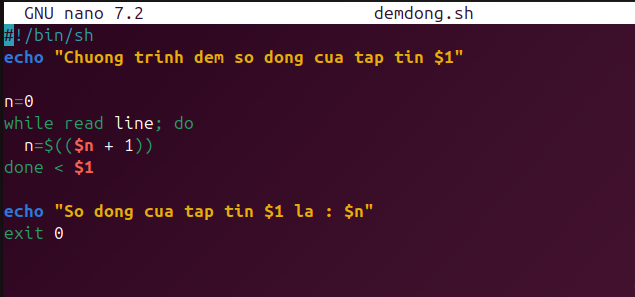 GNU nano 7.2 demdong.sh
#!/bin/sh
echo "Chuong trinh dem so dong cua tap tin $1"
n=0
while read line; do
n=$(($n + 1))
done < $1
echo "So dong cua tap tin $1 la : $n"
exit 0